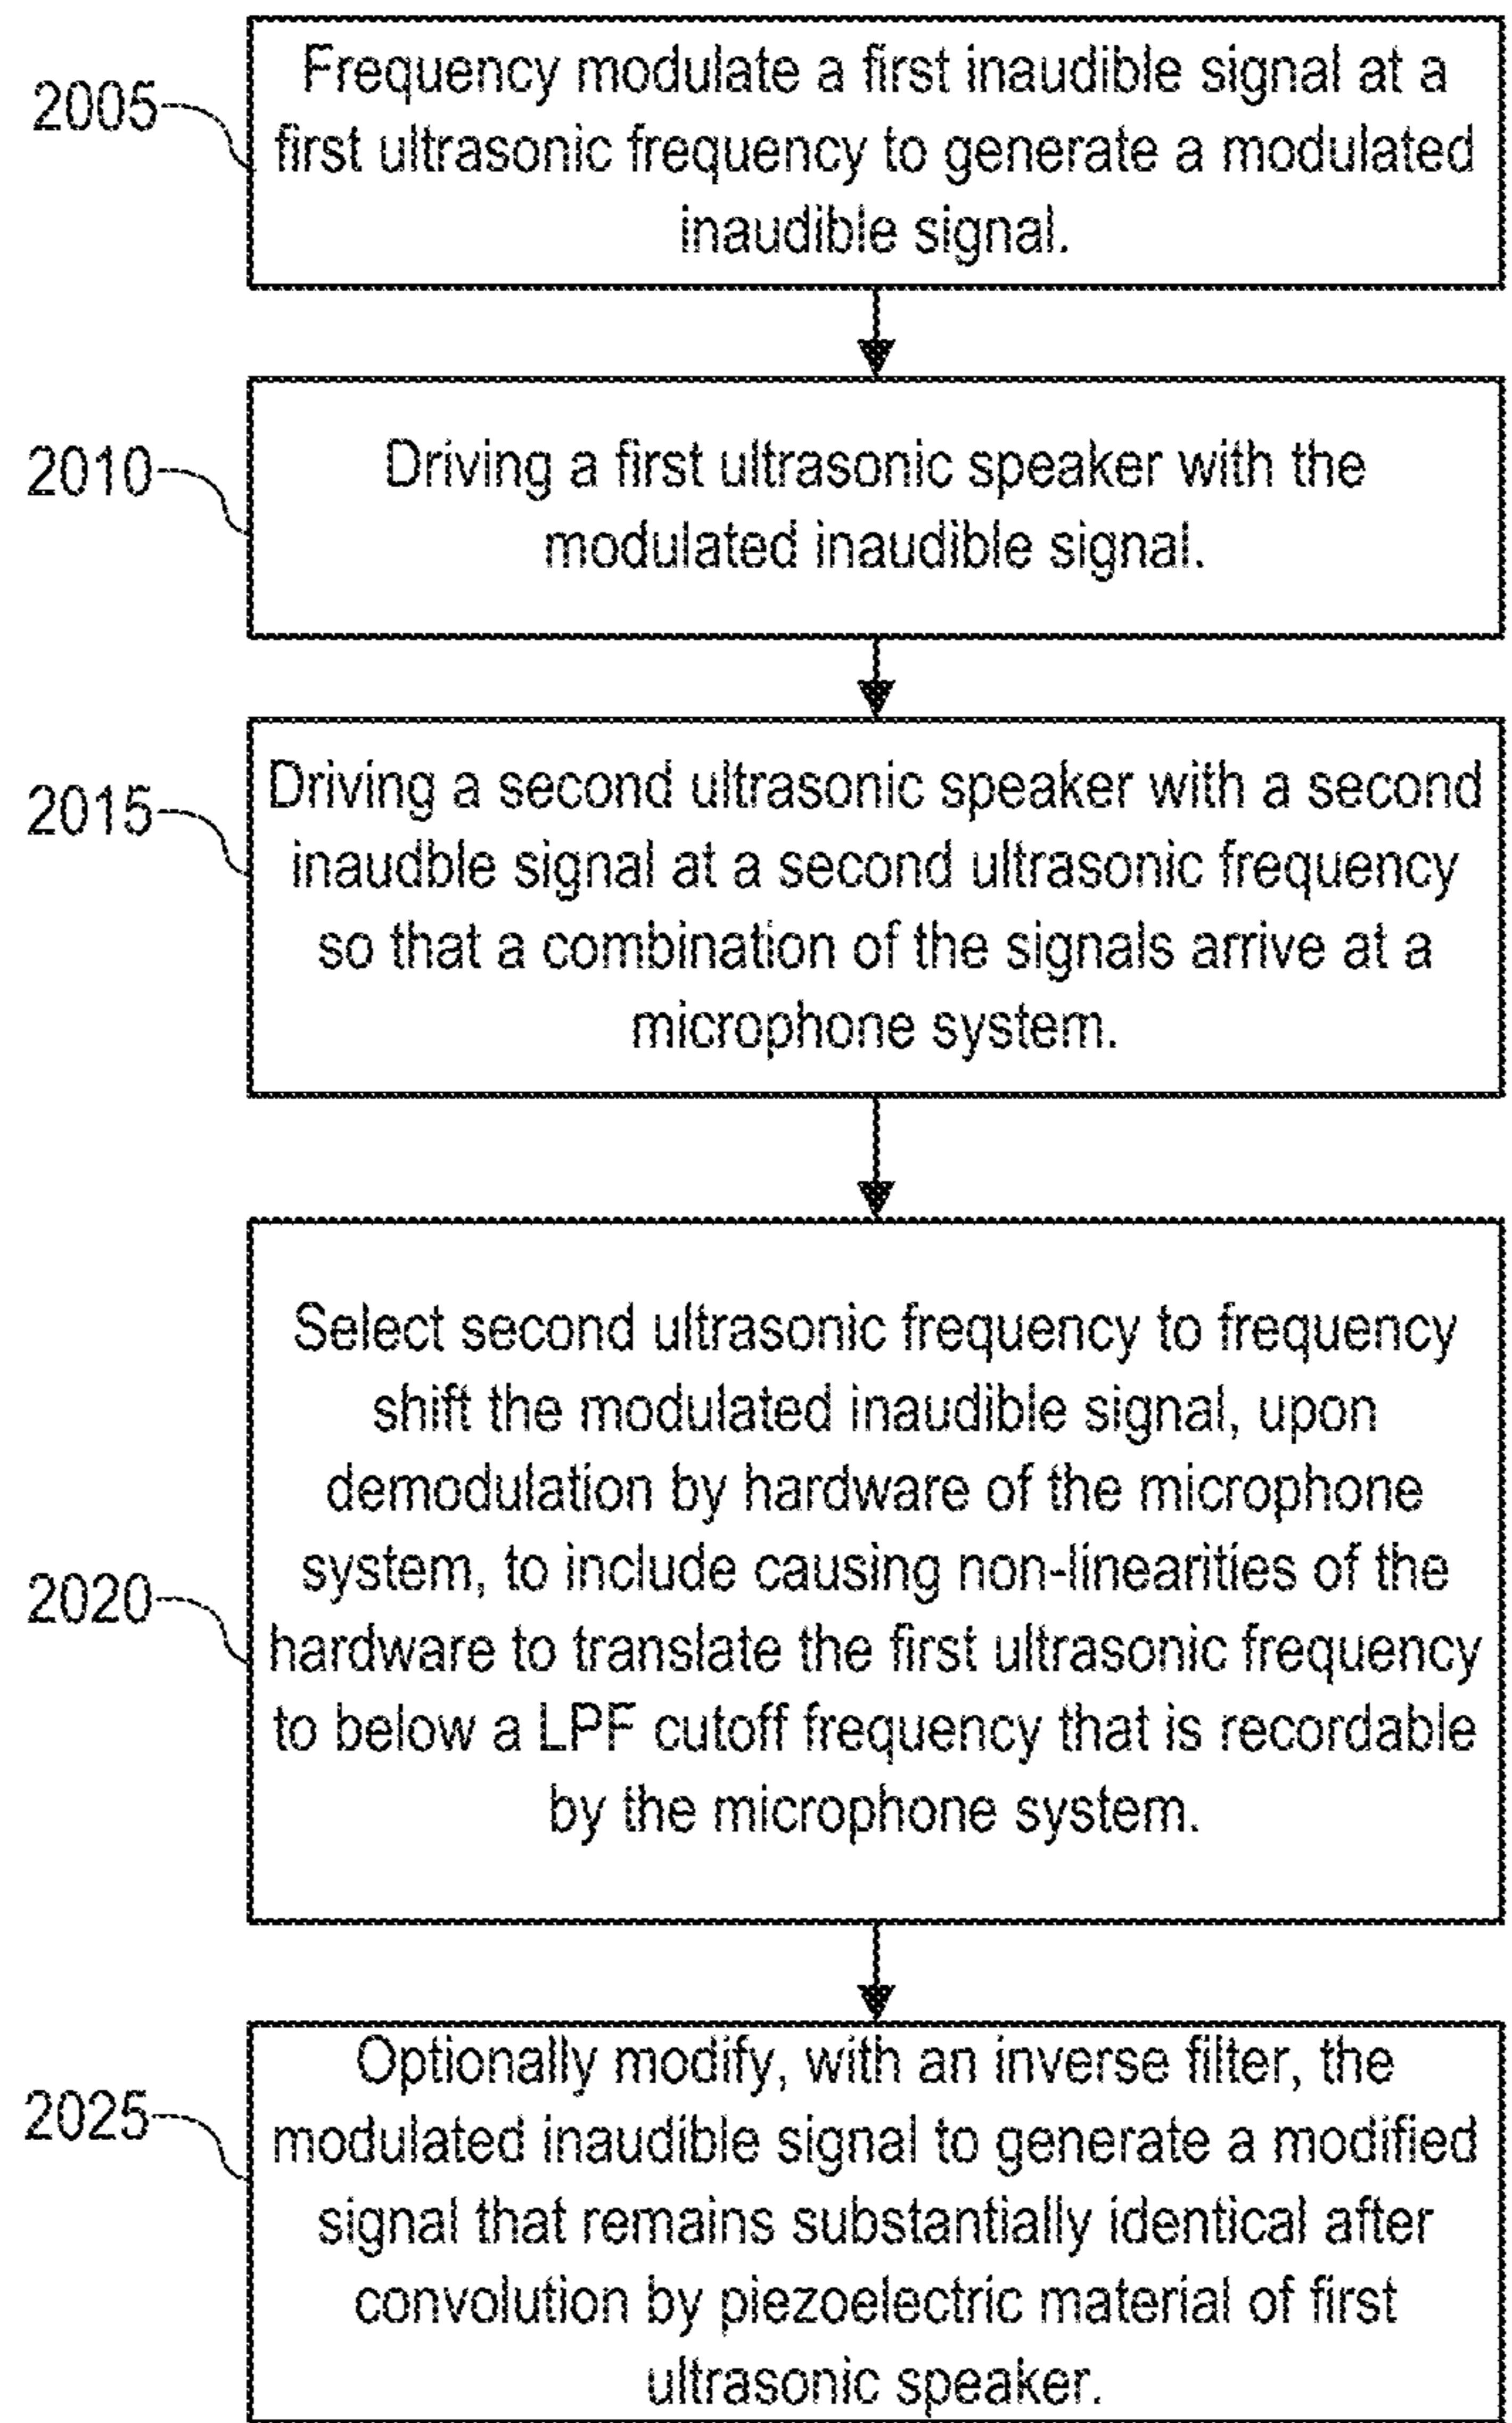 2005
Frequency modulate a first inaudible signal at a
first ultrasonic frequency to generate a modulated
inaudible signal.
2010
Driving a first ultrasonic speaker with the
modulated inaudible signal.
2015
Driving a second ultrasonic speaker with a second
inaudble signal at a second ultrasonic frequency
so that a combination of the signals arrive at a
microphone system.
2020
Select second ultrasonic frequency to frequency
shift the modulated inaudible signal, upon
demodulation by hardware of the microphone
system, to include causing non-linearities of the
hardware to translate the first ultrasonic frequency
to below a LPF cutoff frequency that is recordable
by the microphone system.
2025
Optionally modify, with an inverse filter, the
modulated inaudible signal to generate a modified
signal that remains substantially identical after
convolution by piezoelectric material of first
ultrasonic speaker.